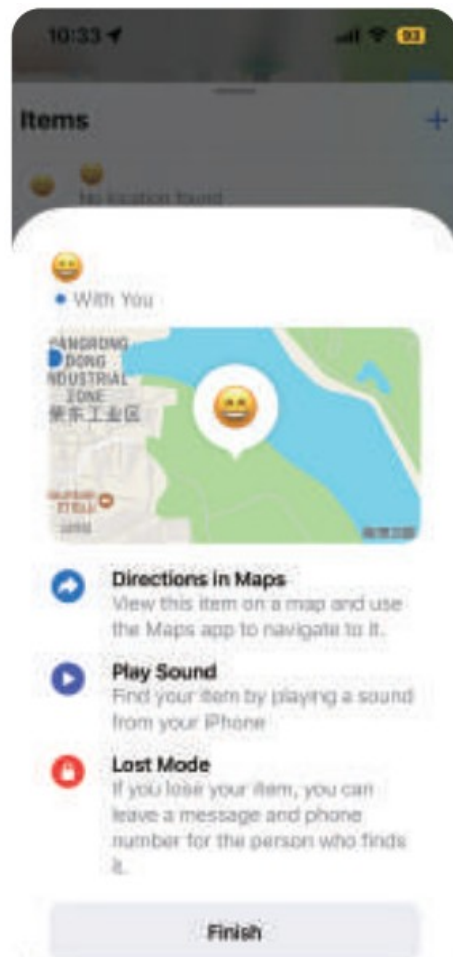 10:33
93
Items
+
No location found
With You
DONG
INDUSTRIAL
ZONE
荣东工业区
Directions in Maps
View this item on a map and use
the Maps app to navigate to it.
Play Sound
Find your item by playing a sound
from your iPhone
Lost Mode
If you lose your item, you can
leave a message and phone
number for the person who finds
it.
Finish